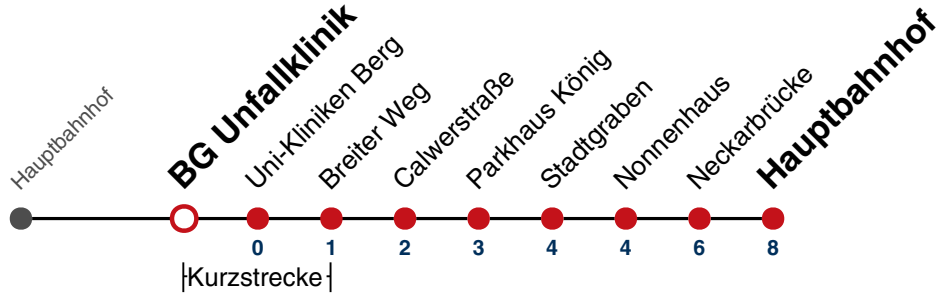 Hauptbahnhof
BG Unfallklinik
Uni-Kliniken Berg
Breiter Weg
Calwerstraße
Parkhaus König
Stadtgraben
Nonnenhaus
Neckarbrücke
Hauptbahnhof
0 1 2 3 4 4 6 8
Kurzstrecke